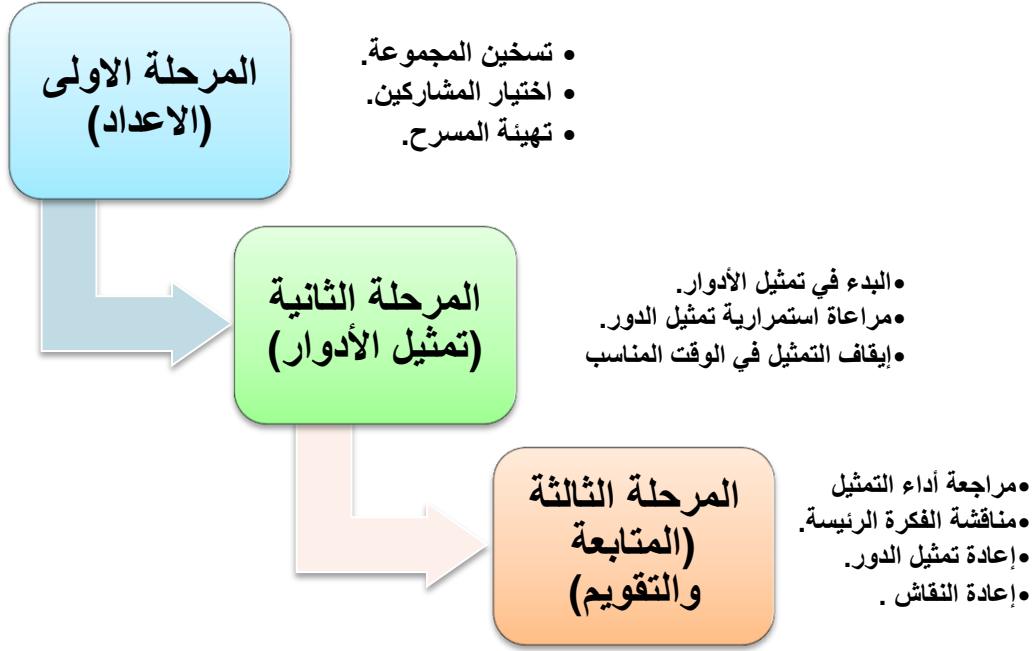 المرحلة الاولى
(الاعداد)
• تسخين المجموعة.
• اختيار المشاركين.
• تهيئة المسرح.
المرحلة الثانية
(تمثيل الأدوار)
•البدء في تمثيل الأدوار.
•مراعاة استمرارية تمثيل الدور.
•إيقاف التمثيل في الوقت المناسب
المرحلة الثالثة
(المتابعة
والتقويم)
•مراجعة أداء التمثيل
•مناقشة الفكرة الرئيسة.
•إعادة تمثيل الدور.
•إعادة النقاش .